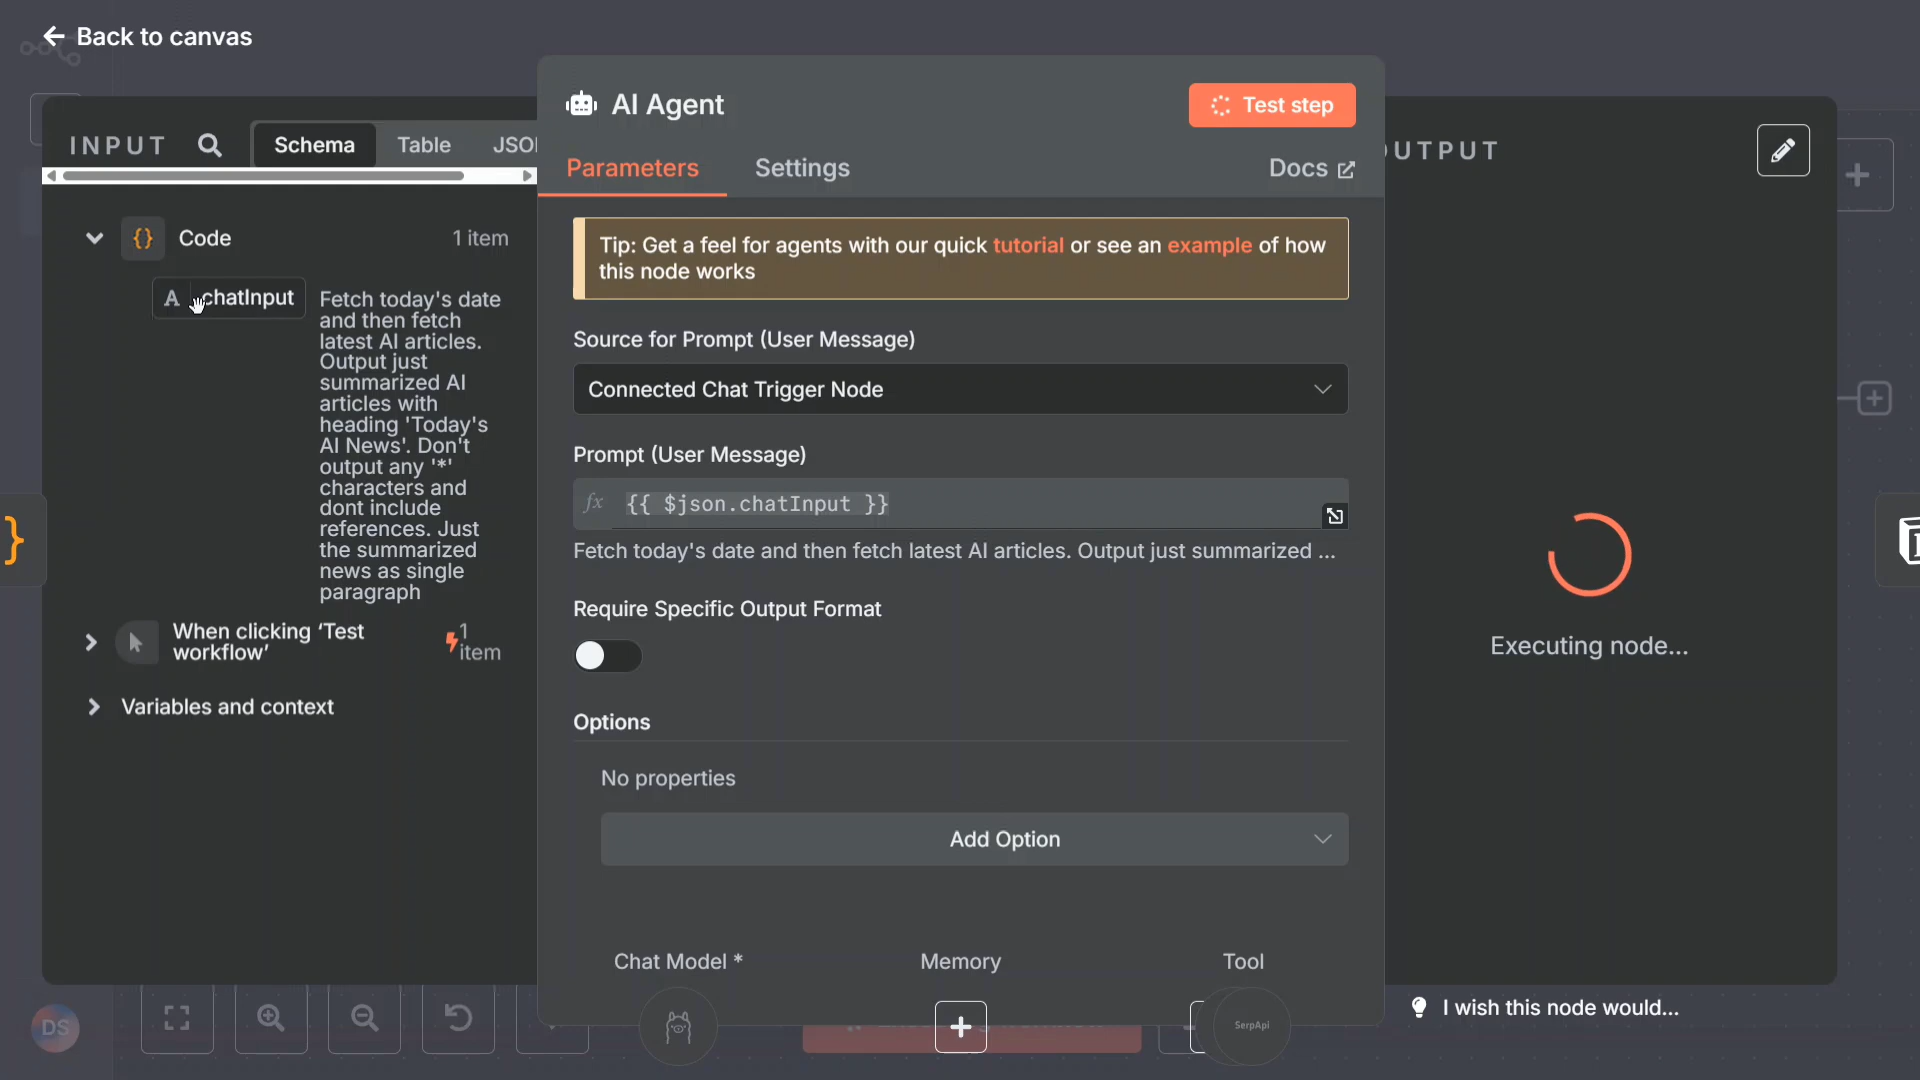 Back to canvas
INPUT
Schema
Table
JSO
AI Agent
Test step
Parameters
Settings
Docs
UTPUT
Code
1 item
A
chatInput
Fetch today's date
and then fetch
latest AI articles.
Output just
summarized AI
articles with
heading 'Today's
AI News'. Don't
output any '*'
characters and
dont include
references. Just
the summarized
news as single
paragraph
When clicking ‘Test
workflow’
1
item
Variables and context
Tip: Get a feel for agents with our quick tutorial or see an example of how
this node works
Source for Prompt (User Message)
Connected Chat Trigger Node
Prompt (User Message)
fx {{ $json.chatInput }}
Fetch today's date and then fetch latest AI articles. Output just summarized ...
Require Specific Output Format
Options
No properties
Add Option
Chat Model *
Memory
Tool
SerpApi
Executing node...
I wish this node would...
DS